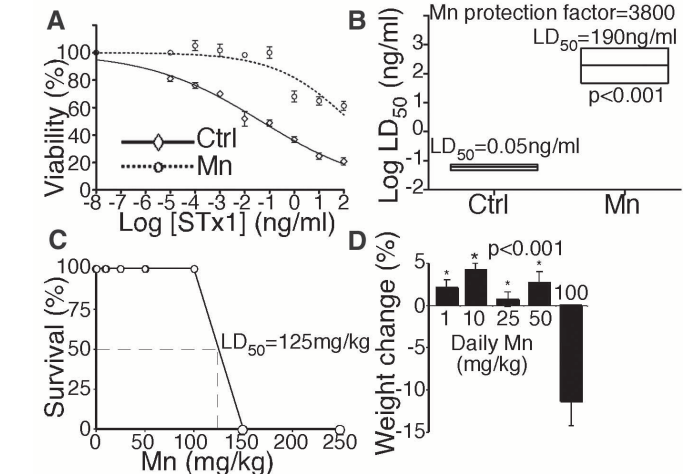 A
Viability (%)
100
80
60
40
20
0
Ctrl
Mn
-8 -7 -6 -5 -4 -3 -2 -1 0 1 2
Log [STx1] (ng/ml)
B
Mn protection factor=3800
LD50=190ng/ml
p<0.001
LD50=0.05ng/ml
Log LD50 (ng/ml)
3
2
1
0
-1
-2
Ctrl Mn
C
Survival (%)
100
75
50
25
0
LD50=125mg/kg
0 50 100 150 200 250
Mn (mg/kg)
D
Weight change (%)
5
0
-5
-10
-15
p<0.001
* * * *
100
1 10 25 50
Daily Mn
(mg/kg)